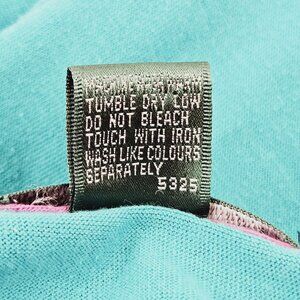 TUMBLE DRY LOW
DO NOT BLEACH
TOUCH WITH IRON
WASH LIKE COLOURS
SEPARATELY
5325